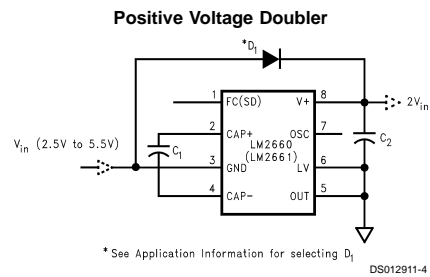 Positive Voltage Doubler
*D1
1 FC(SD) V+ 8 2Vin
2 CAP+ OSC 7
Vin (2.5V to 5.5V) C1 LM2660 C2
3 GND (LM2661) LV 6
4 CAP- OUT 5
*See Application Information for selecting D1
DS012911-4